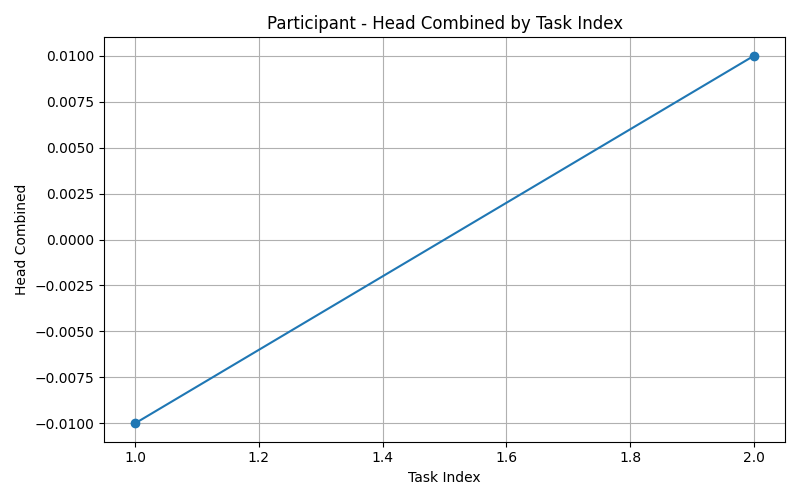 Participant - Head Combined by Task Index
0.0100
0.0075
0.0050
0.0025
0.0000
−0.0025
−0.0050
−0.0075
−0.0100
Head Combined
1.0 1.2 1.4 1.6 1.8 2.0
Task Index